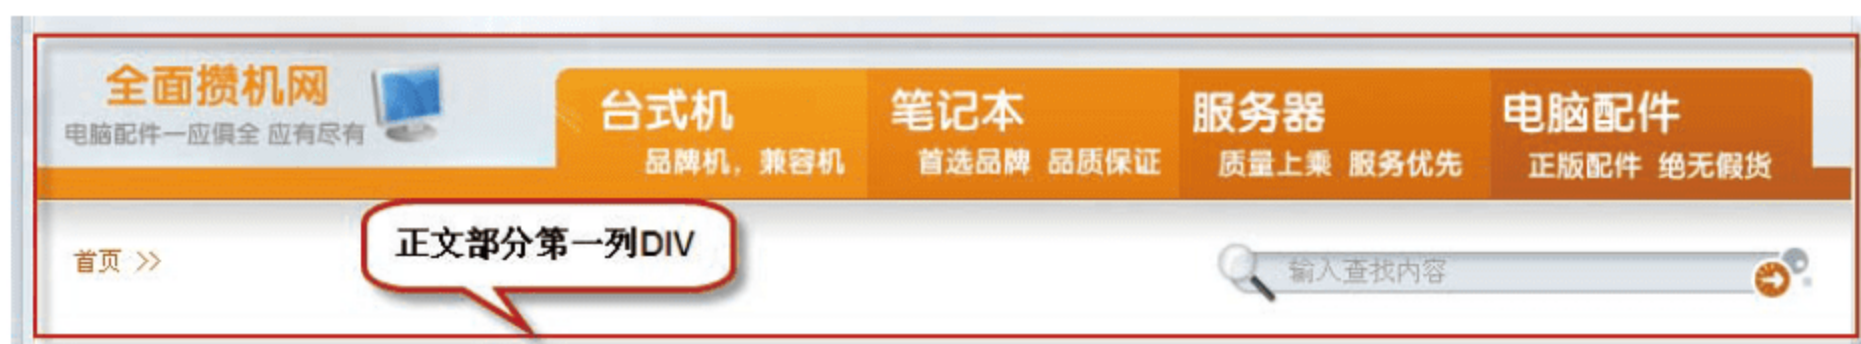 全面攒机网
电脑配件一应俱全 应有尽有
台式机
品牌机，兼容机
笔记本
首选品牌 品质保证
服务器
质量上乘 服务优先
电脑配件
正版配件 绝无假货
首页 >>
正文部分第一列DIV
输入查找内容